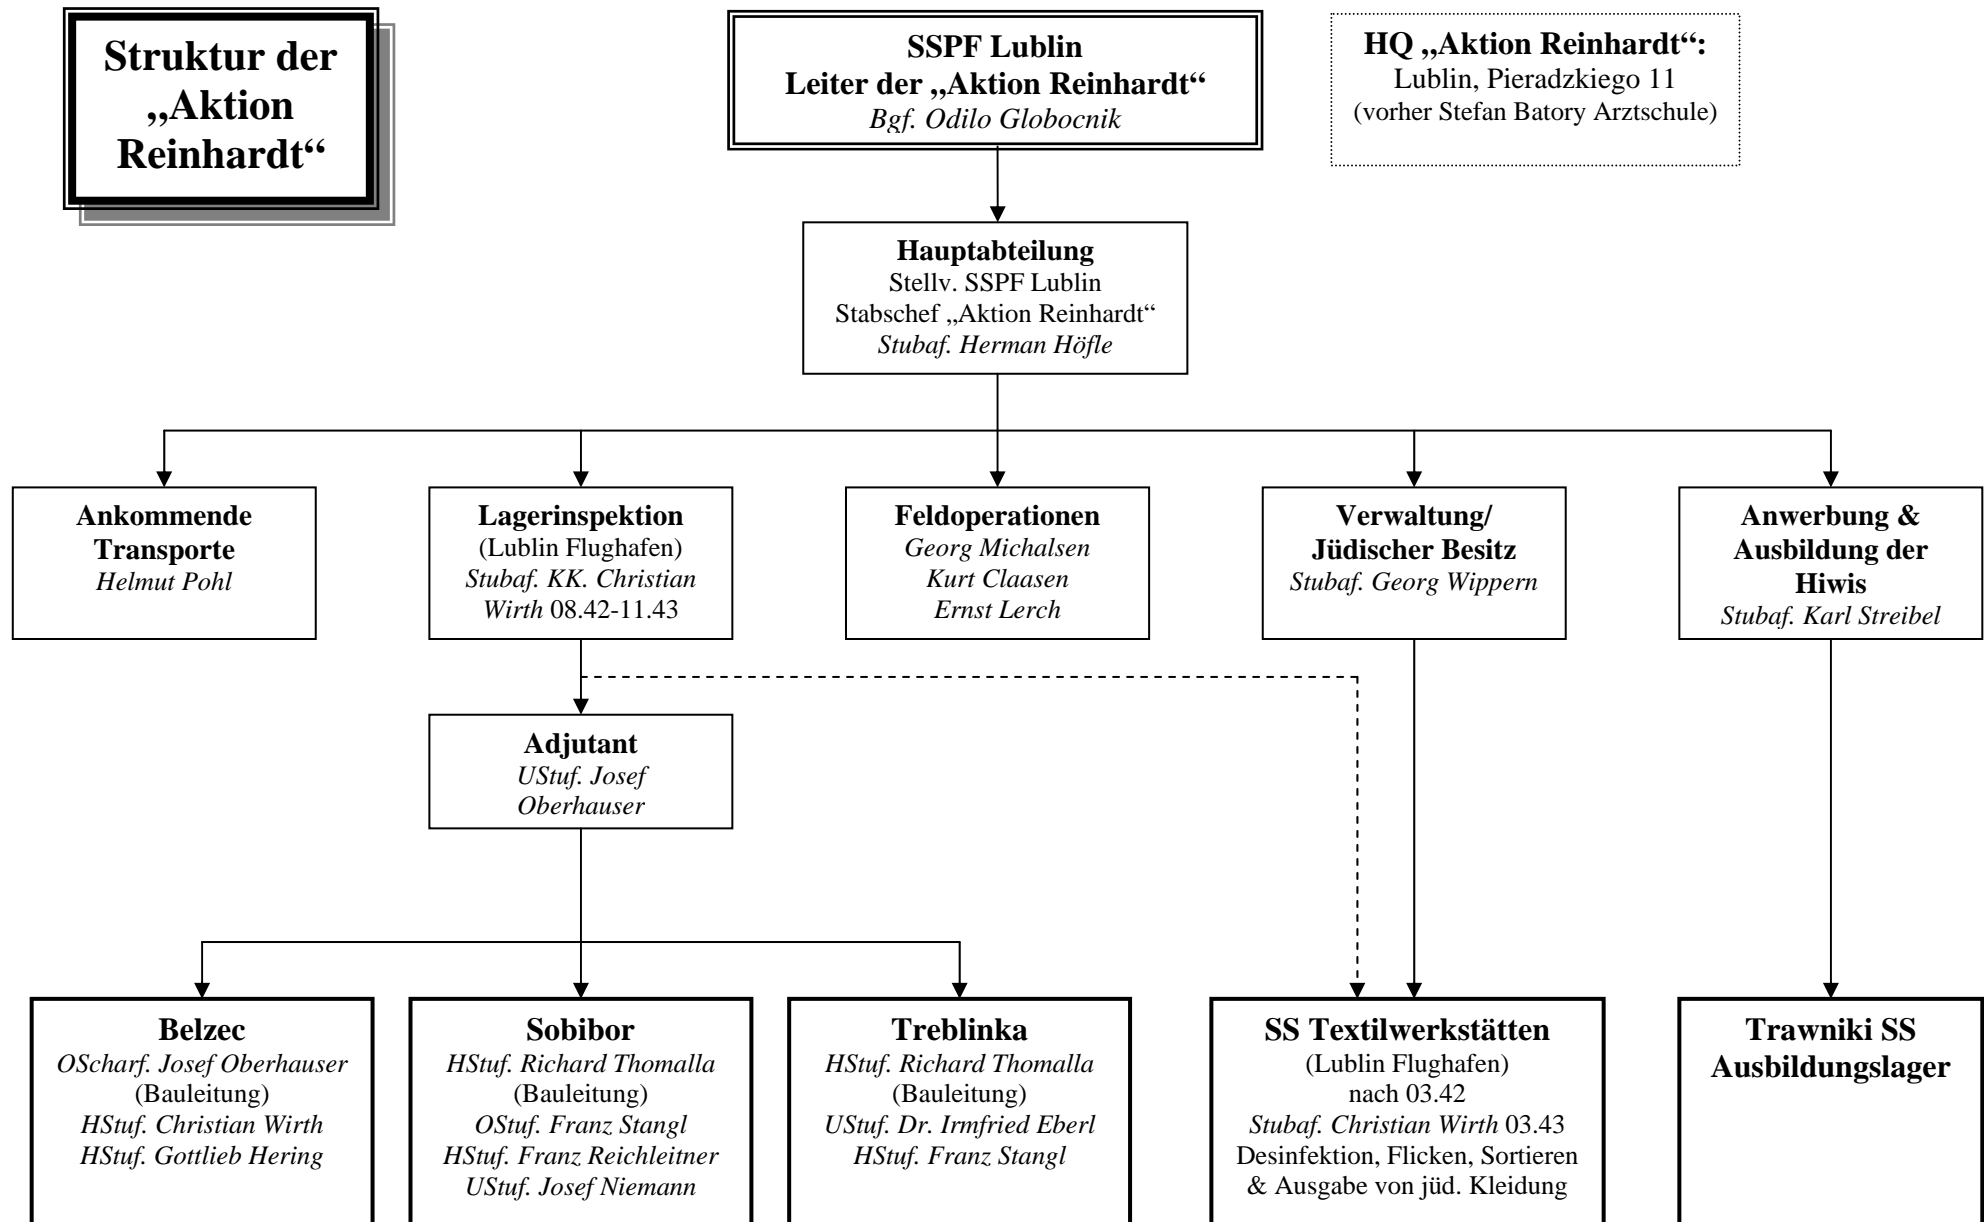 Struktur der
„Aktion
Reinhardt“
SSPF Lublin
Leiter der „Aktion Reinhardt“
Bgf. Odilo Globocnik
HQ „Aktion Reinhardt“:
Lublin, Pieradzkiego 11
(vorher Stefan Batory Arztschule)
Hauptabteilung
Stellv. SSPF Lublin
Stabschef „Aktion Reinhardt“
Stubaf. Herman Höfle
Ankommende
Transporte
Helmut Pohl
Lagerinspektion
(Lublin Flughafen)
Stubaf. KK. Christian
Wirth 08.42-11.43
Feldoperationen
Georg Michalsen
Kurt Claasen
Ernst Lerch
Verwaltung/
Jüdischer Besitz
Stubaf. Georg Wippern
Anwerbung &
Ausbildung der
Hiwis
Stubaf. Karl Streibel
Adjutant
UStuf. Josef
Oberhauser
Belzec
OScharf. Josef Oberhauser
(Bauleitung)
HStuf. Christian Wirth
HStuf. Gottlieb Hering
Sobibor
HStuf. Richard Thomalla
(Bauleitung)
OStuf. Franz Stangl
HStuf. Franz Reichleitner
UStuf. Josef Niemann
Treblinka
HStuf. Richard Thomalla
(Bauleitung)
UStuf. Dr. Irmfried Eberl
HStuf. Franz Stangl
SS Textilwerkstätten
(Lublin Flughafen)
nach 03.42
Stubaf. Christian Wirth 03.43
Desinfektion, Flicken, Sortieren
& Ausgabe von jüd. Kleidung
Trawniki SS
Ausbildungslager